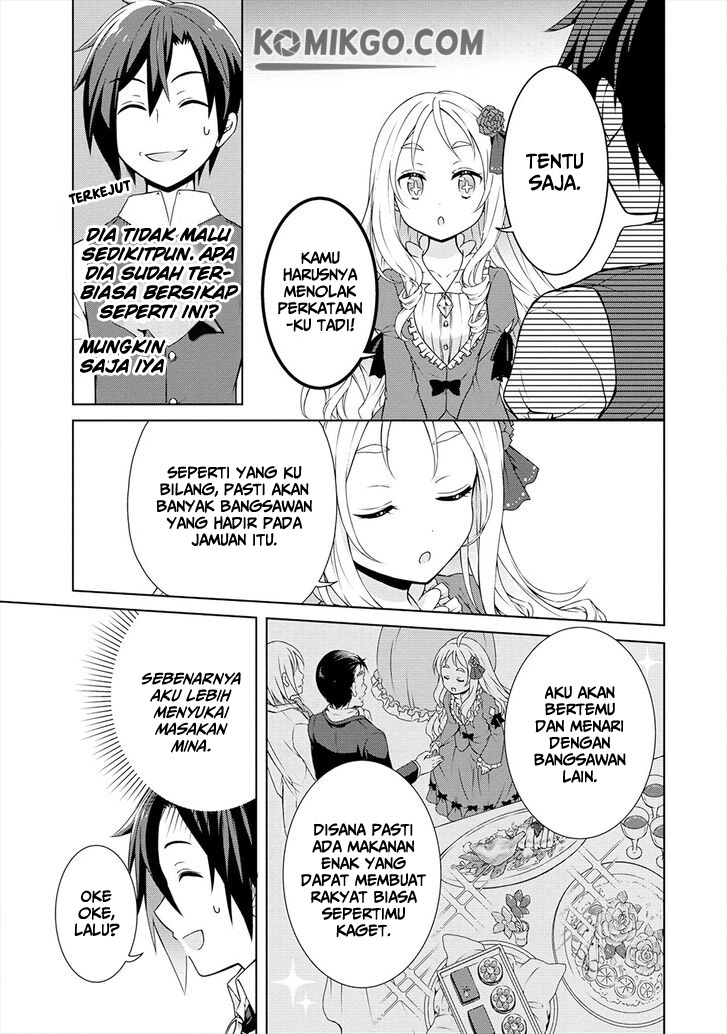 KOMIKGO.COM
TENTU
SAJA.
KAMU
HARUSNYA
MENOLAK
PERKATAAN
-KU TADI!
TERKEJUT
DIA TIDAK MALU
SEDIKITPUN. APA
DIA SUDAH TER-
BIASA BERSIKAP
SEPERTI INI?
MUNGKIN
SAJA IYA
SEPERTI YANG KU
BILANG, PASTI AKAN
BANYAK BANGSAWAN
YANG HADIR PADA
JAMUAN ITU.
AKU AKAN
BERTEMU
DAN MENARI
DENGAN
BANGSAWAN
LAIN.
DISANA PASTI
ADA MAKANAN
ENAK YANG
DAPAT MEMBUAT
RAKYAT BIASA
SEPERTIMU
KAGET.
SEBENARNYA
AKU LEBIH
MENYUKAI
MASAKAN
MINA.
OKE
OKE,
LALU?